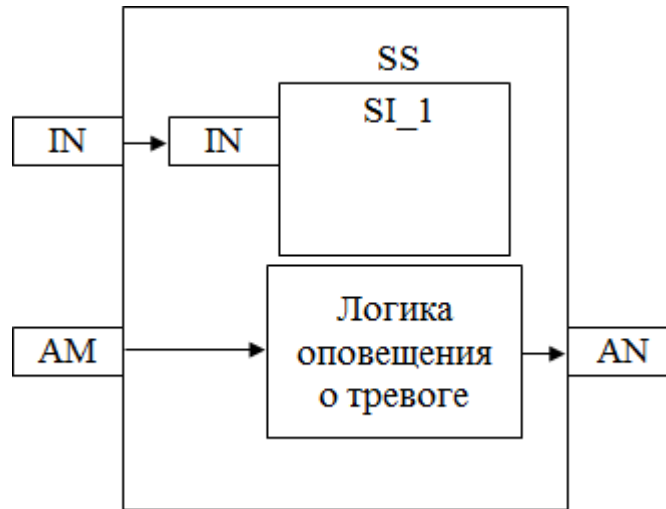 SS
SI_1
IN
IN
Логика
оповещения
о тревоге
AM
AN